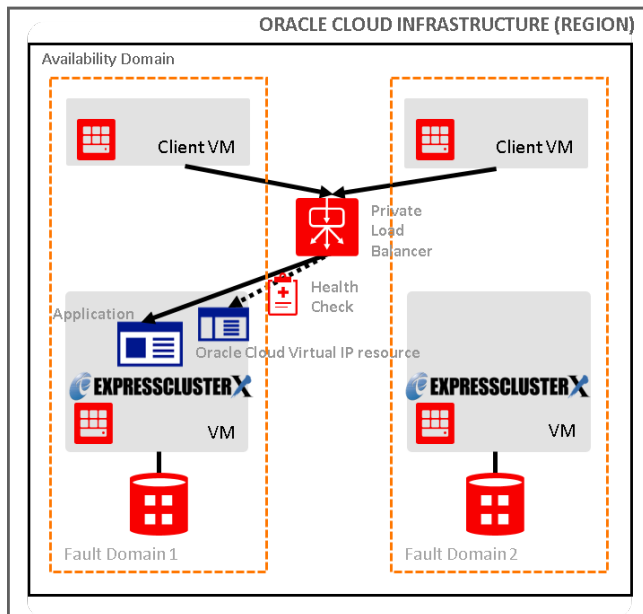 ORACLE CLOUD INFRASTRUCTURE (REGION)
Availability Domain
Client VM
Client VM
Private
Load
Balancer
Health
Check
Application
Oracle Cloud Virtual IP resource
EXPRESSCLUSTER X
EXPRESSCLUSTER X
VM
VM
Fault Domain 1
Fault Domain 2